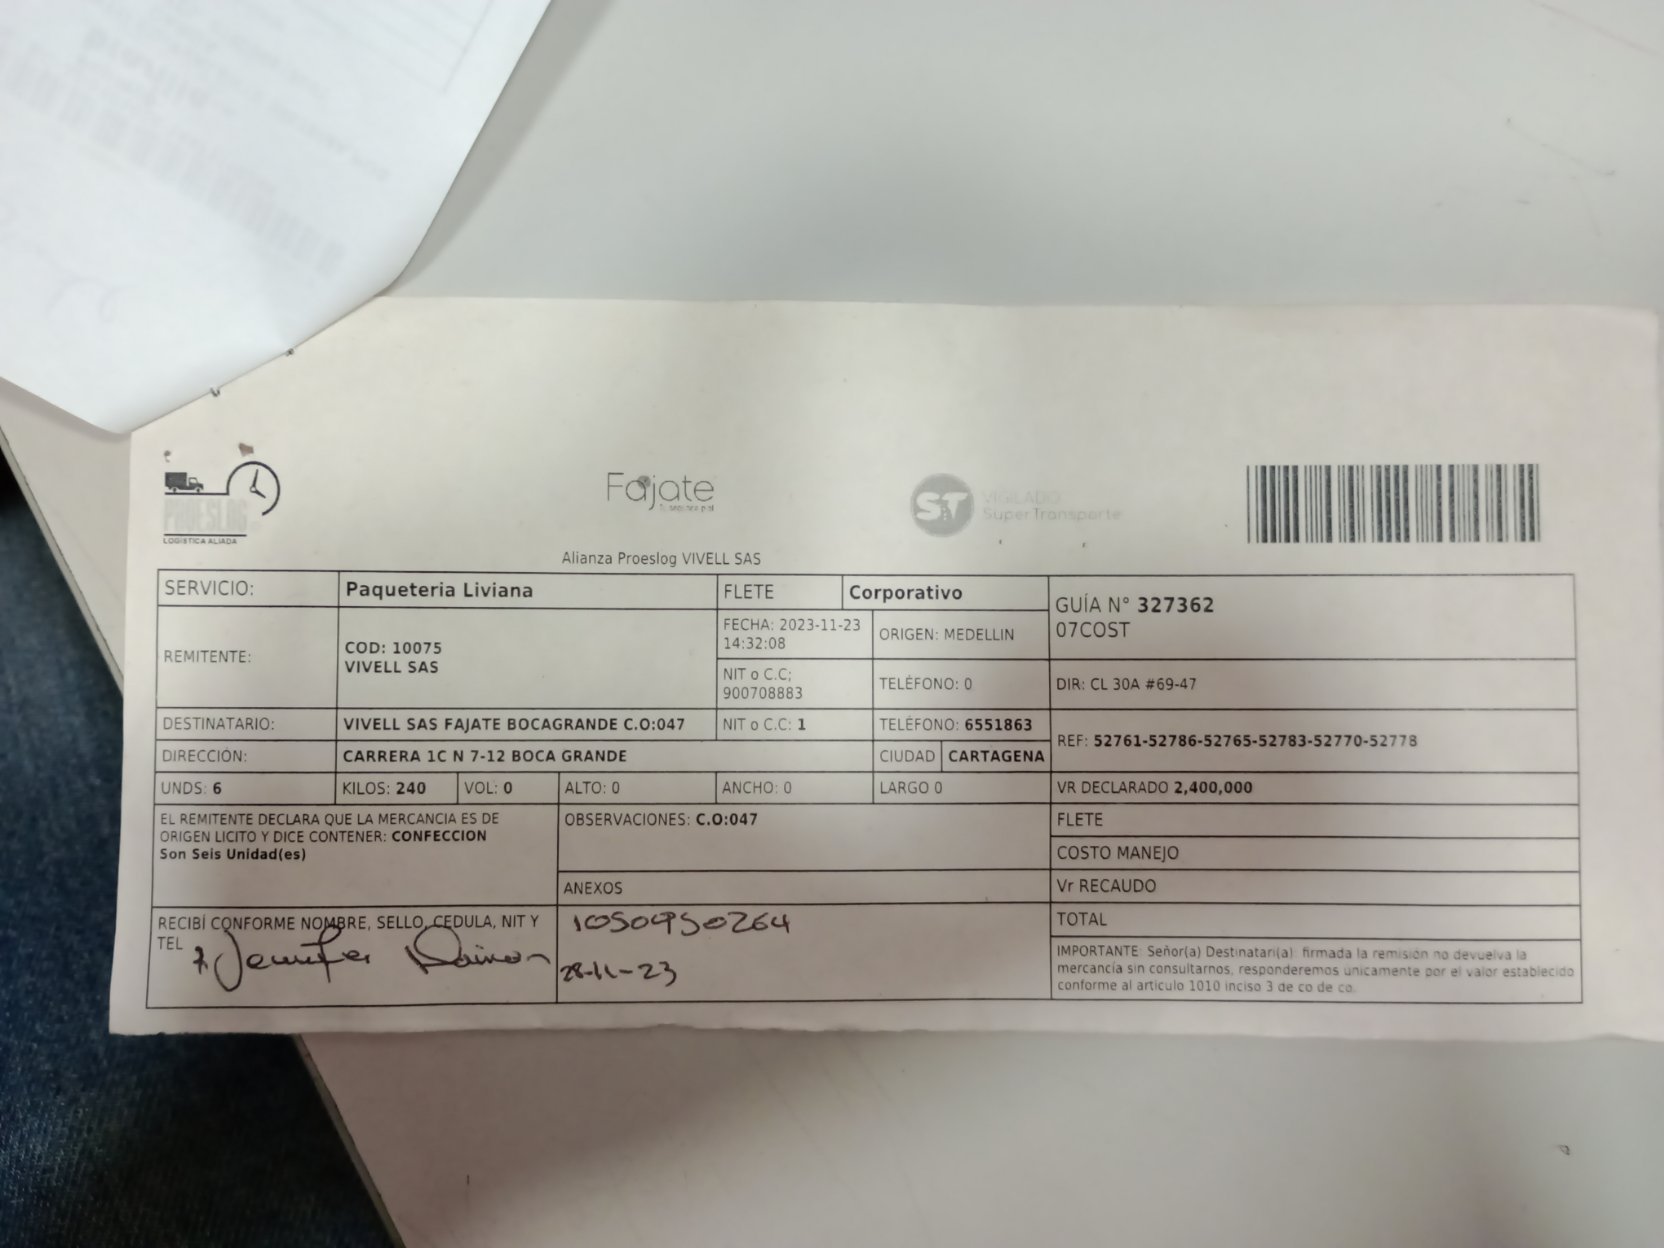 PROESLOG
LOGÍSTICA ALIADA
Fajate
ST VIGILADO
SuperTransporte
Alianza Proeslog VIVELL SAS
SERVICIO: Paqueteria Liviana FLETE Corporativo
GUÍA N° 327362
07COST
REMITENTE: COD: 10075
VIVELL SAS
FECHA: 2023-11-23
14:32:08
ORIGEN: MEDELLIN
NIT o C.C;
900708883
TELÉFONO: 0
DIR: CL 30A #69-47
DESTINATARIO: VIVELL SAS FAJATE BOCAGRANDE C.O:047 NIT o C.C: 1 TELÉFONO: 6551863
REF: 52761-52786-52765-52783-52770-52778
DIRECCIÓN: CARRERA 1C N 7-12 BOCA GRANDE CIUDAD CARTAGENA
UNDS: 6 KILOS: 240 VOL: 0 ALTO: 0 ANCHO: 0 LARGO 0 VR DECLARADO 2,400,000
EL REMITENTE DECLARA QUE LA MERCANCIA ES DE
ORIGEN LICITO Y DICE CONTENER: CONFECCION
Son Seis Unidad(es)
OBSERVACIONES: C.O:047
ANEXOS
FLETE
COSTO MANEJO
Vr RECAUDO
TOTAL
RECIBÍ CONFORME NOMBRE, SELLO, CEDULA, NIT Y
TEL
Jennifer
1050950264
28-11-23
IMPORTANTE: Señor(a) Destinatari(a): firmada la remisión no devuelva la
mercancía sin consultarnos, responderemos unicamente por el valor establecido
conforme al articulo 1010 inciso 3 de co de co.